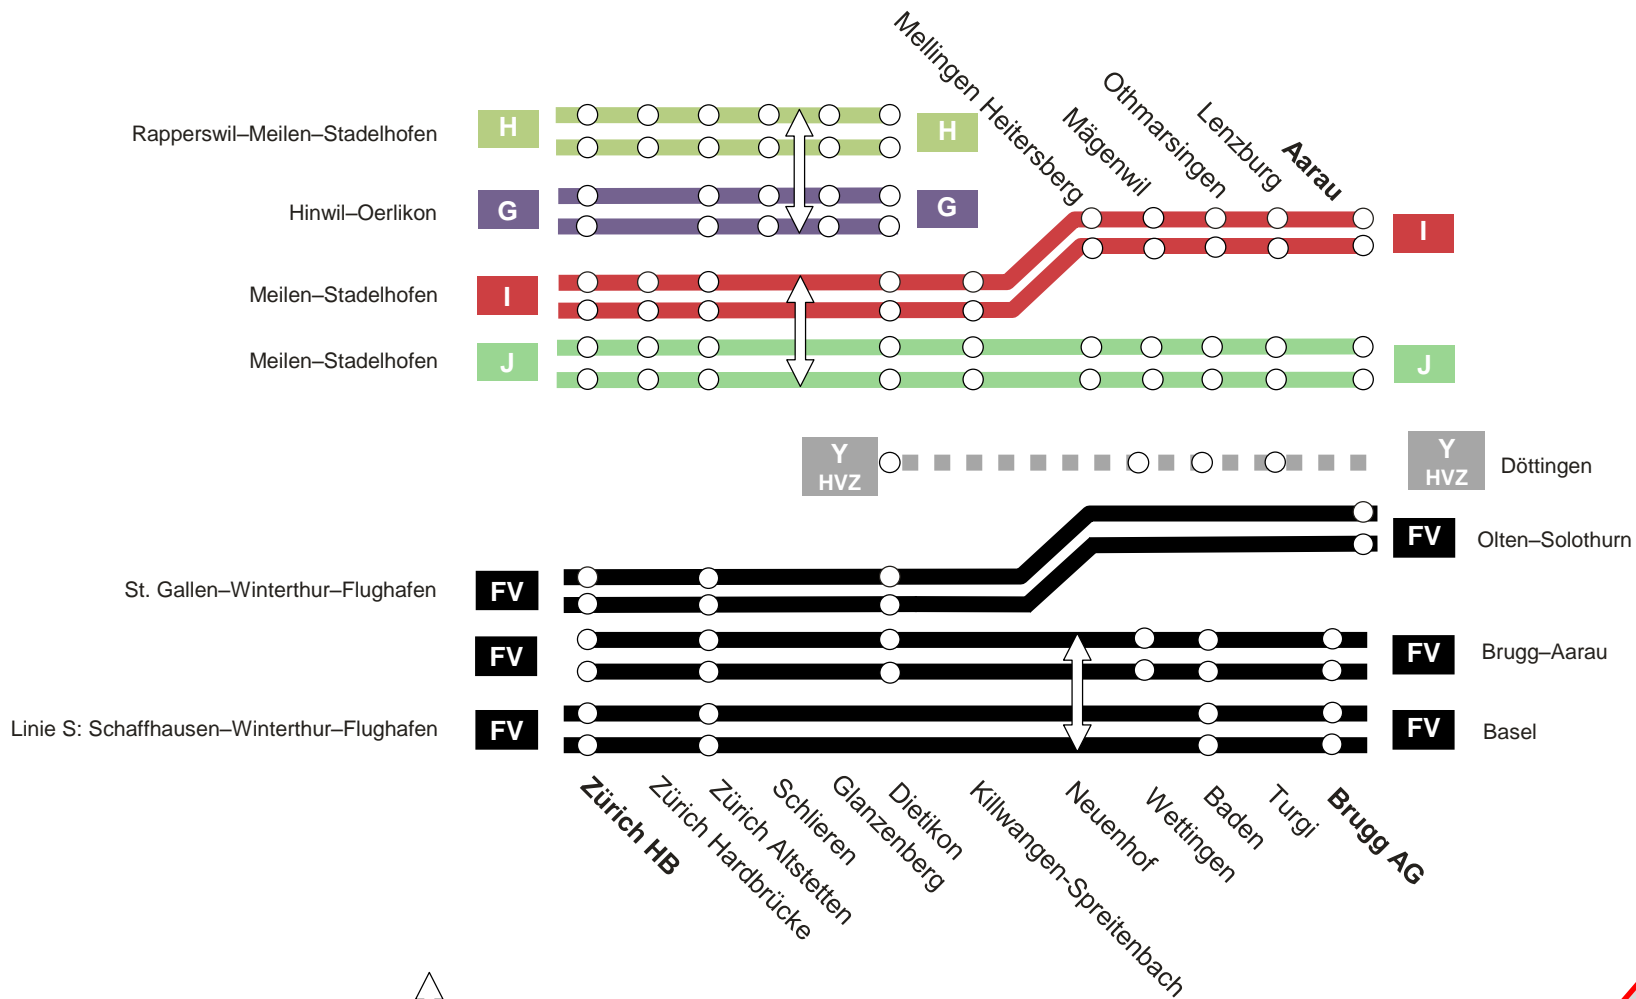 Mellingen Heitersberg
Mägenwil
Othmarsingen
Lenzburg
Aarau
Rapperswil–Meilen–Stadelhofen
H
H
Hinwil–Oerlikon
G
G
I
Meilen–Stadelhofen
I
Meilen–Stadelhofen
J
J
Y
HVZ
Y
HVZ
Döttingen
FV
Olten–Solothurn
St. Gallen–Winterthur–Flughafen
FV
FV
FV
Brugg–Aarau
Linie S: Schaffhausen–Winterthur–Flughafen
FV
FV
Basel
Zürich HB
Zürich Hardbrücke
Zürich Altstetten
Schlieren
Glanzenberg
Dietikon
Killwangen-Spreitenbach
Neuenhof
Wettingen
Baden
Turgi
Brugg AG